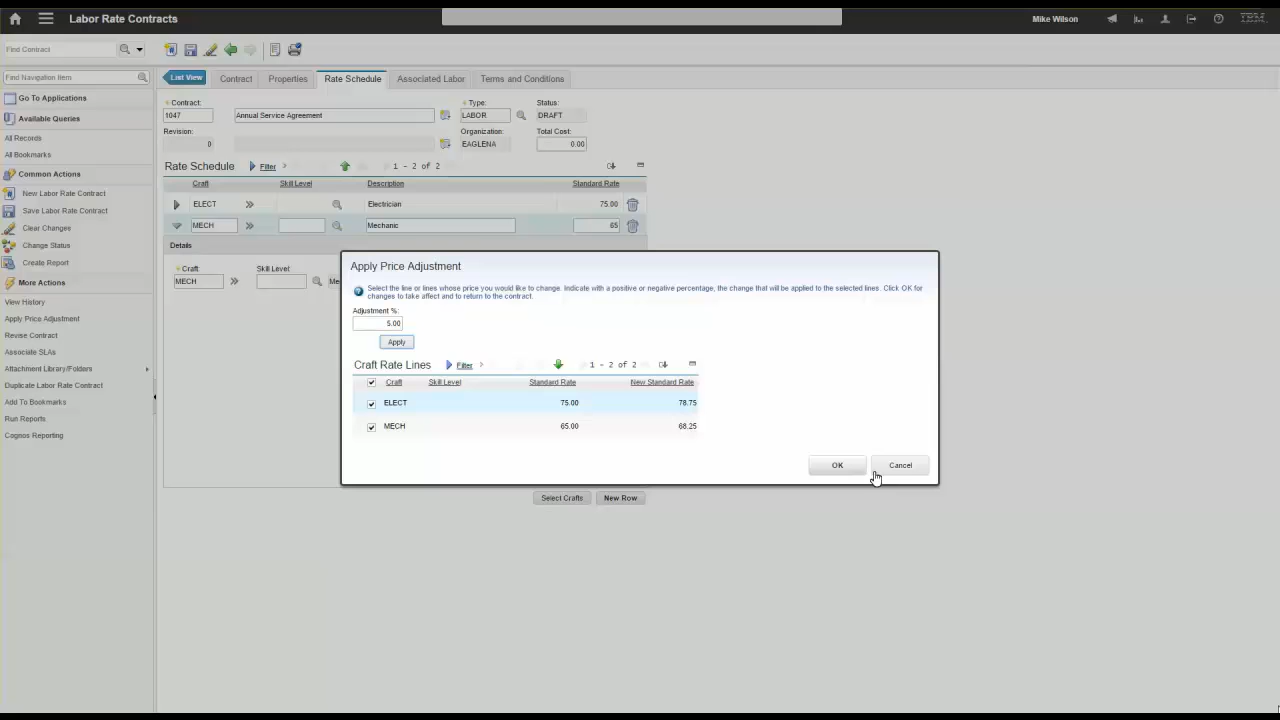 Labor Rate Contracts
Mike Wilson
IBM
Find Contract
Find Navigation Item
Go To Applications
Available Queries
All Records
All Bookmarks
Common Actions
New Labor Rate Contract
Save Labor Rate Contract
Clear Changes
Change Status
Create Report
More Actions
View History
Apply Price Adjustment
Revise Contract
Associate SLAs
Attachment Library/Folders
Duplicate Labor Rate Contract
Add To Bookmarks
Run Reports
Cognos Reporting
List View Contract Properties Rate Schedule Associated Labor Terms and Conditions
Contract: Type: Status:
1047 Annual Service Agreement LABOR DRAFT
Revision: Organization: Total Cost:
0 EAGLENA 0.00
Rate Schedule Filter 1 - 2 of 2
Craft Skill Level Description Standard Rate
ELECT Electrician 75.00
MECH Mechanic 65
Details
Craft: Skill Level:
MECH Me
Apply Price Adjustment
Select the line or lines whose price you would like to change. Indicate with a positive or negative percentage, the change that will be applied to the selected lines. Click OK for
changes to take affect and to return to the contract.
Adjustment %:
5.00
Apply
Craft Rate Lines Filter 1 - 2 of 2
Craft Skill Level Standard Rate New Standard Rate
ELECT 75.00 78.75
MECH 65.00 68.25
OK Cancel
Select Crafts New Row